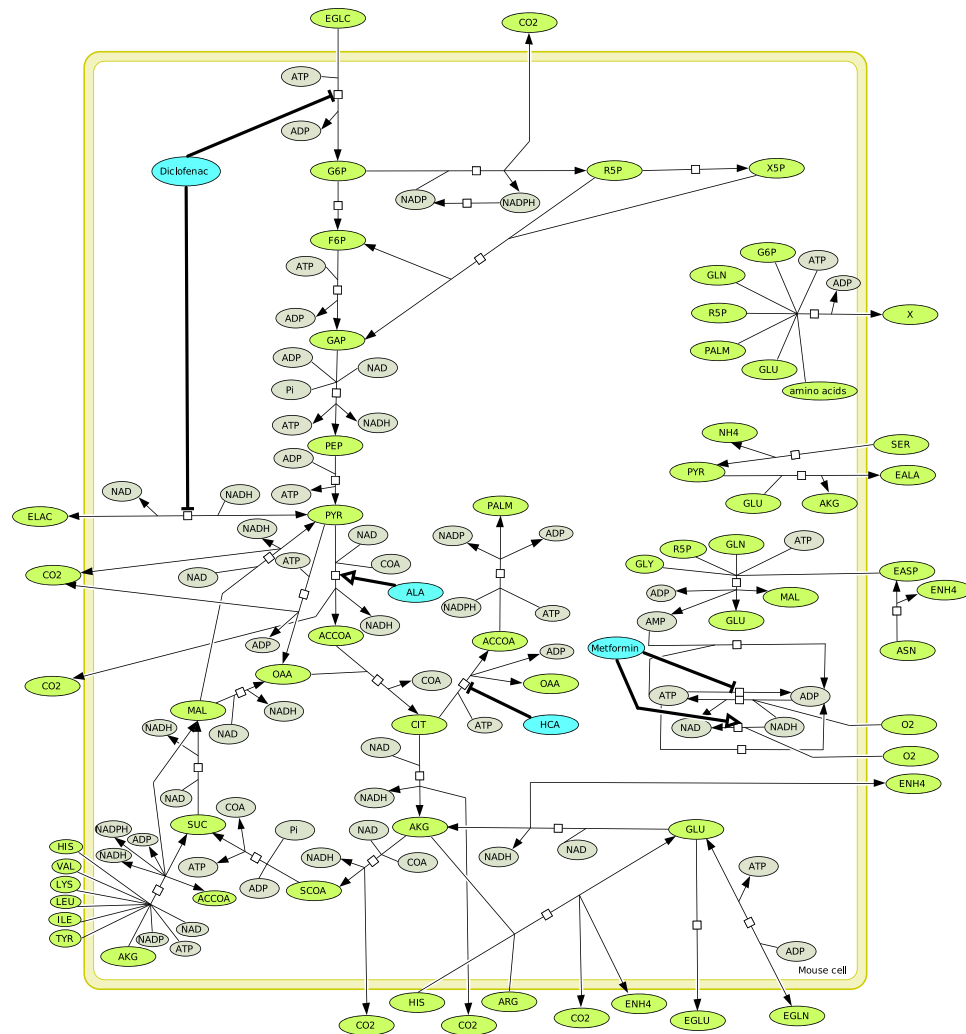 EGLC
CO2
ATP
ADP
Diclofenac
G6P
R5P
X5P
NADP
NADPH
F6P
ATP
G6P
ATP
GLN
ADP
ADP
R5P
X
GAP
PALM
GLU
ADP
NAD
Pi
amino acids
ATP
NADH
NH4
SER
PEP
ADP
PYR
EALA
ATP
GLU
AKG
NAD
NADH
ELAC
PYR
PALM
NADH
NAD
NADP
ADP
GLN
ATP
R5P
ATP
COA
GLY
EASP
CO2
NAD
ALA
NADPH
ATP
ADP
MAL
ENH4
GLU
AMP
NADH
ACCOA
ADP
ACCOA
ADP
Metformin
ASN
OAA
COA
OAA
CO2
ATP
ADP
MAL
NADH
NADH
NAD
CIT
ATP
HCA
NAD
NADH
O2
NAD
O2
NADH
NAD
ENH4
COA
SUC
Pi
NAD
AKG
GLU
NADPH
ADP
HIS
NADH
NADH
COA
NAD
NADH
VAL
ATP
ATP
LYS
ADP
SCOA
LEU
ACCOA
ILE
NAD
TYR
NADP
ATP
AKG
ADP
Mouse cell
HIS
ARG
ENH4
CO2
CO2
CO2
EGLU
EGLN